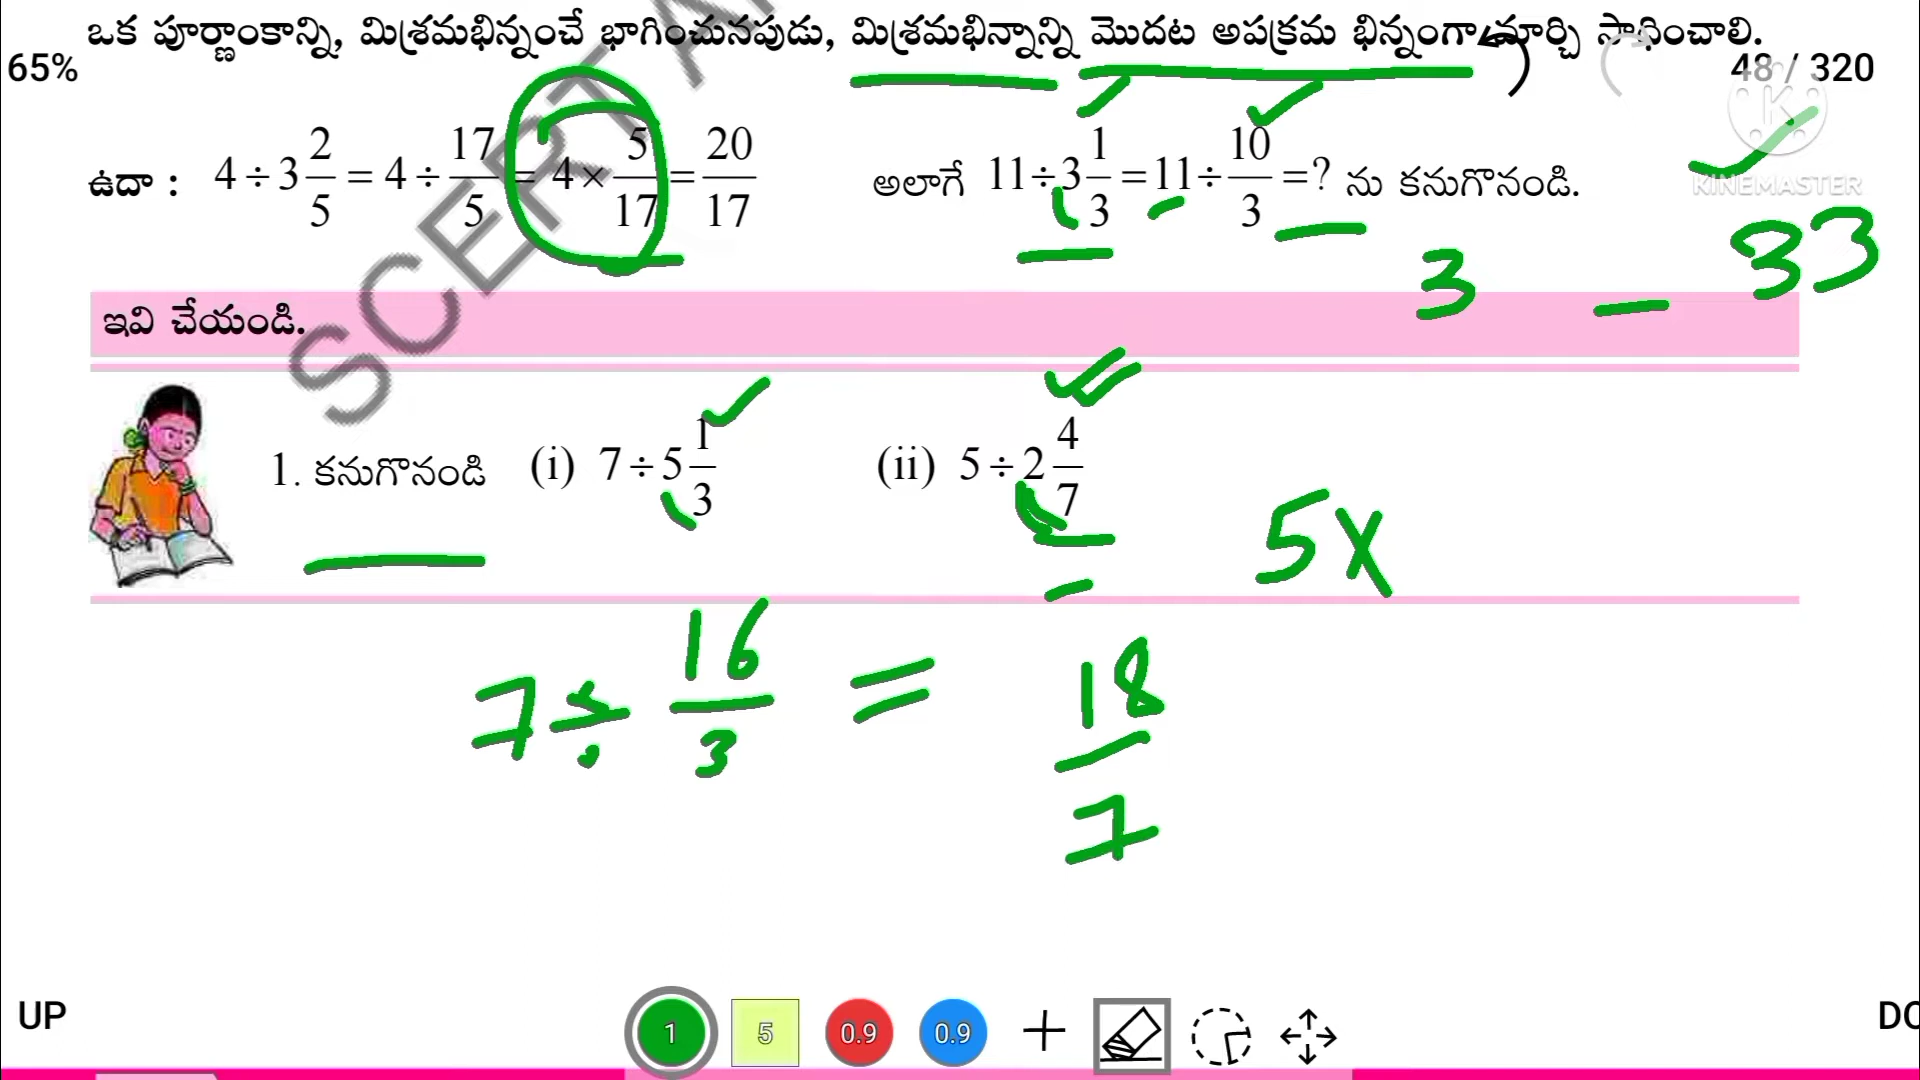 ఒక పూర్ణాంకాన్ని, మిశ్రమభిన్నంచే భాగించునపుడు, మిశ్రమభిన్నాన్ని మొదట అపక్రమ భిన్నంగా మార్చి సాధించాలి.
65%
48 / 320
ఉదా : 4 ÷ 3 2/5 = 4 ÷ 17/5 = 4 × 5/17 = 20/17 అలాగే 11 ÷ 3 1/3 = 11 ÷ 10/3 = ? ను కనుగొనండి.
KINEMASTER
3 – 33
ఇవి చేయండి.
1. కనుగొనండి (i) 7 ÷ 5 1/3 (ii) 5 ÷ 2 4/7
5 X
7 ÷ 16/3 = 18/7
UP
DO
1 5 0.9 0.9